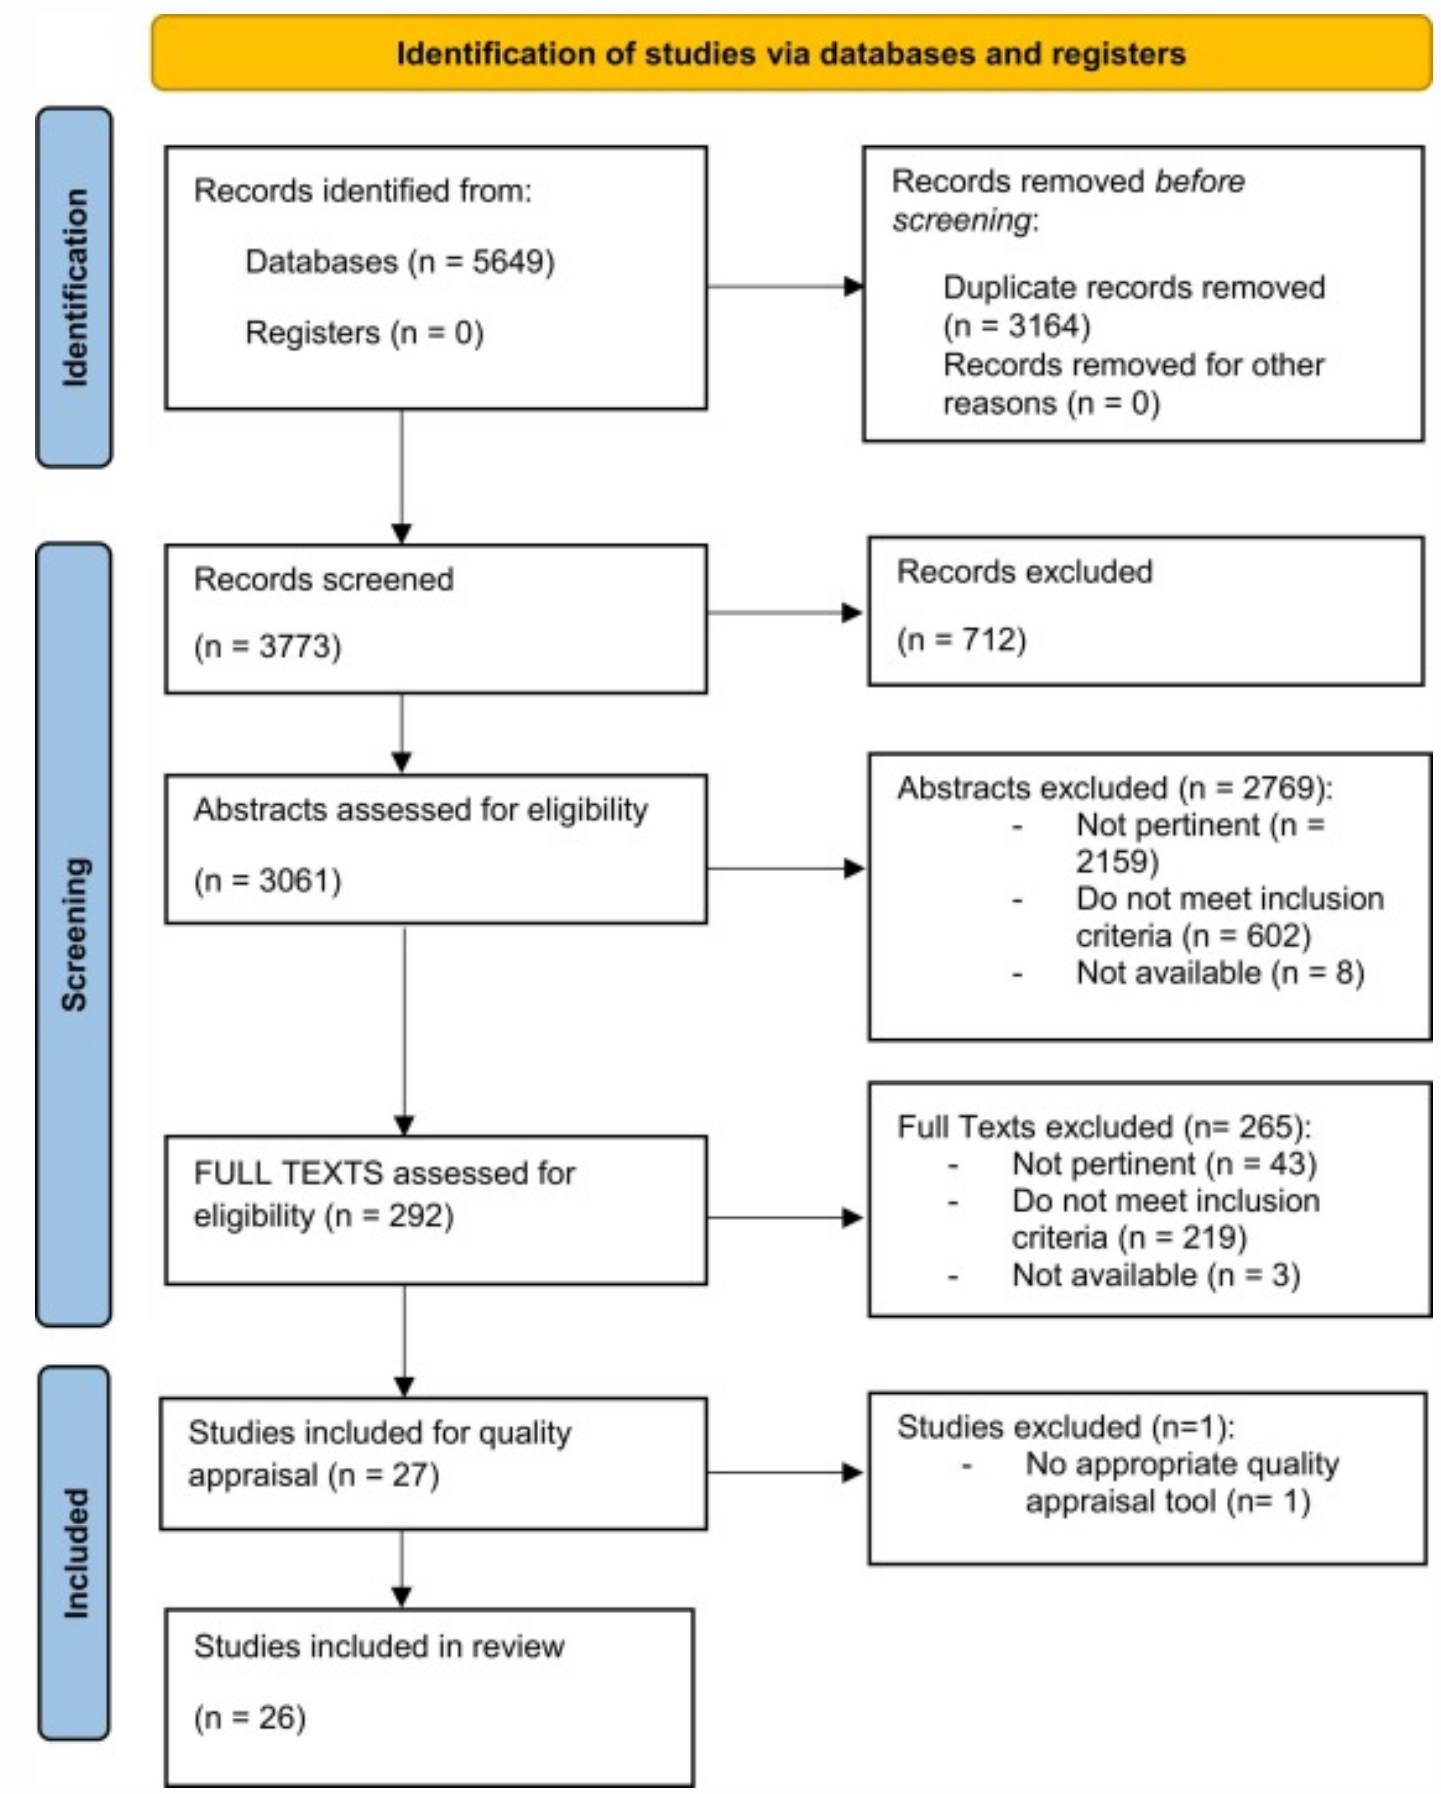 Identification of studies via databases and registers
Identification
Records identified from:
Databases (n = 5649)
Registers (n = 0)
Records removed before
screening:
Duplicate records removed
(n = 3164)
Records removed for other
reasons (n = 0)
Screening
Records screened
(n = 3773)
Records excluded
(n = 712)
Abstracts assessed for eligibility
(n = 3061)
Abstracts excluded (n = 2769):
- Not pertinent (n =
2159)
- Do not meet inclusion
criteria (n = 602)
- Not available (n = 8)
FULL TEXTS assessed for
eligibility (n = 292)
Full Texts excluded (n= 265):
- Not pertinent (n = 43)
- Do not meet inclusion
criteria (n = 219)
- Not available (n = 3)
Included
Studies included for quality
appraisal (n = 27)
Studies excluded (n=1):
- No appropriate quality
appraisal tool (n= 1)
Studies included in review
(n = 26)